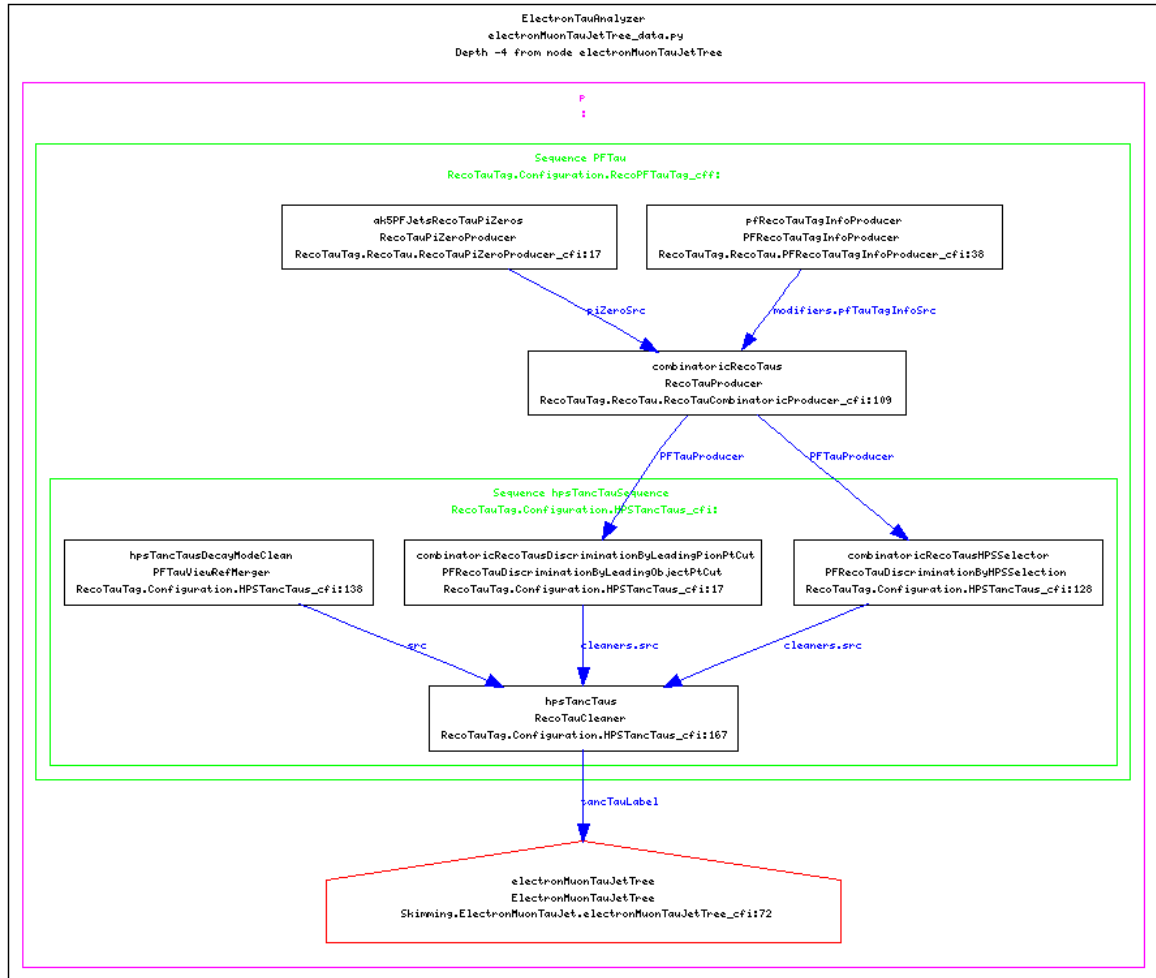 ElectronTauAnalyzer
electronMuonTauJetTree_data.py
Depth -4 from node electronMuonTauJetTree
P
:
Sequence PFTau
RecoTauTag.Configuration.RecoPFTauTag_cff:
ak5PFJetsRecoTauPiZeros
RecoTauPiZeroProducer
RecoTauTag.RecoTau.RecoTauPiZeroProducer_cfi:17
pfRecoTauTagInfoProducer
PFRecoTauTagInfoProducer
RecoTauTag.RecoTau.PFRecoTauTagInfoProducer_cfi:38
piZeroSrc
modifiers.pfTauTagInfoSrc
combinatoricRecoTaus
RecoTauProducer
RecoTauTag.RecoTau.RecoTauCombinatoricProducer_cfi:109
PFTauProducer
PFTauProducer
Sequence hpsTancTauSequence
RecoTauTag.Configuration.HPSTancTaus_cfi:
hpsTancTausDecayModeClean
PFTauViewRefMerger
RecoTauTag.Configuration.HPSTancTaus_cfi:138
combinatoricRecoTausDiscriminationByLeadingPionPtCut
PFRecoTauDiscriminationByLeadingObjectPtCut
RecoTauTag.Configuration.HPSTancTaus_cfi:17
combinatoricRecoTausHPSSelector
PFRecoTauDiscriminationByHPSSelection
RecoTauTag.Configuration.HPSTancTaus_cfi:128
src
cleaners.src
cleaners.src
hpsTancTaus
RecoTauCleaner
RecoTauTag.Configuration.HPSTancTaus_cfi:167
tancTauLabel
electronMuonTauJetTree
ElectronMuonTauJetTree
Skimming.ElectronMuonTauJet.electronMuonTauJetTree_cfi:72